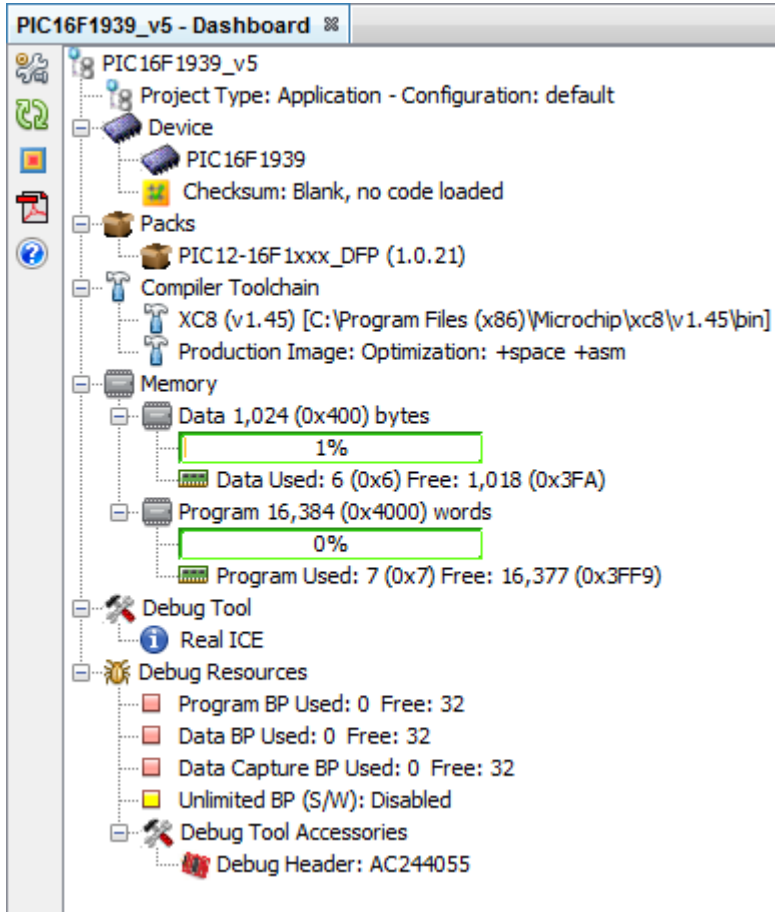 PIC16F1939_v5 - Dashboard
PIC16F1939_v5
Project Type: Application - Configuration: default
Device
PIC16F1939
Checksum: Blank, no code loaded
Packs
PIC12-16F1xxx_DFP (1.0.21)
Compiler Toolchain
XC8 (v1.45) [C:\Program Files (x86)\Microchip\xc8\v1.45\bin]
Production Image: Optimization: +space +asm
Memory
Data 1,024 (0x400) bytes
1%
Data Used: 6 (0x6) Free: 1,018 (0x3FA)
Program 16,384 (0x4000) words
0%
Program Used: 7 (0x7) Free: 16,377 (0x3FF9)
Debug Tool
Real ICE
Debug Resources
Program BP Used: 0 Free: 32
Data BP Used: 0 Free: 32
Data Capture BP Used: 0 Free: 32
Unlimited BP (S/W): Disabled
Debug Tool Accessories
Debug Header: AC244055